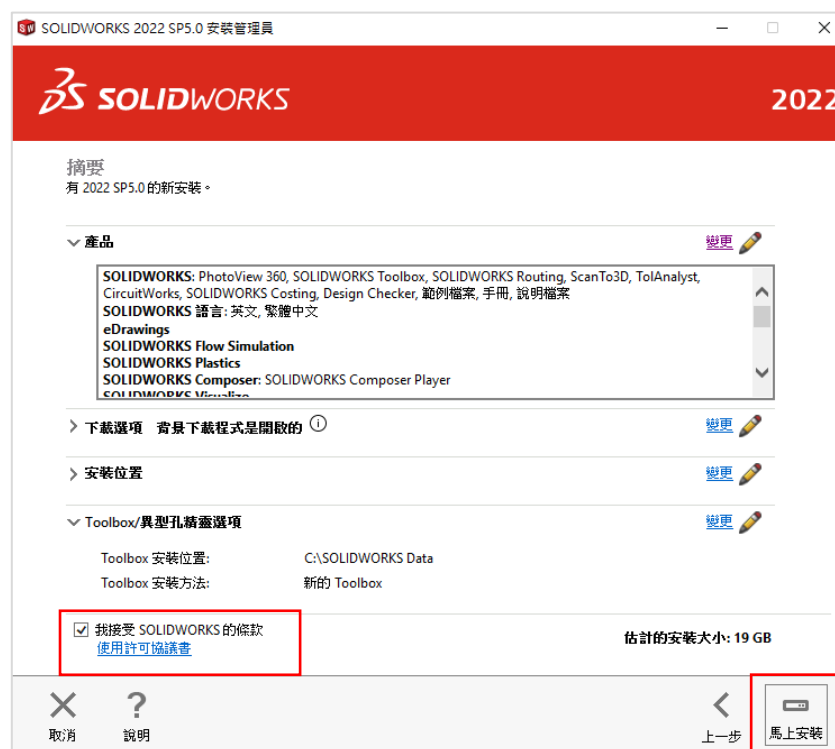 SOLIDWORKS 2022 SP5.0 安裝管理員
SOLIDWORKS
2022
摘要
有 2022 SP5.0 的新安裝。
產品
變更
SOLIDWORKS: PhotoView 360, SOLIDWORKS Toolbox, SOLIDWORKS Routing, ScanTo3D, TolAnalyst,
CircuitWorks, SOLIDWORKS Costing, Design Checker, 範例檔案, 手冊, 說明檔案
SOLIDWORKS 語言: 英文, 繁體中文
eDrawings
SOLIDWORKS Flow Simulation
SOLIDWORKS Plastics
SOLIDWORKS Composer: SOLIDWORKS Composer Player
SOLIDWORKS Visualize
下載選項 背景下載程式是開啟的
變更
安裝位置
變更
Toolbox/異型孔精靈選項
變更
Toolbox 安裝位置: C:\SOLIDWORKS Data
Toolbox 安裝方法: 新的 Toolbox
我接受 SOLIDWORKS 的條款
使用許可協議書
估計的安裝大小: 19 GB
取消
說明
上一步
馬上安裝